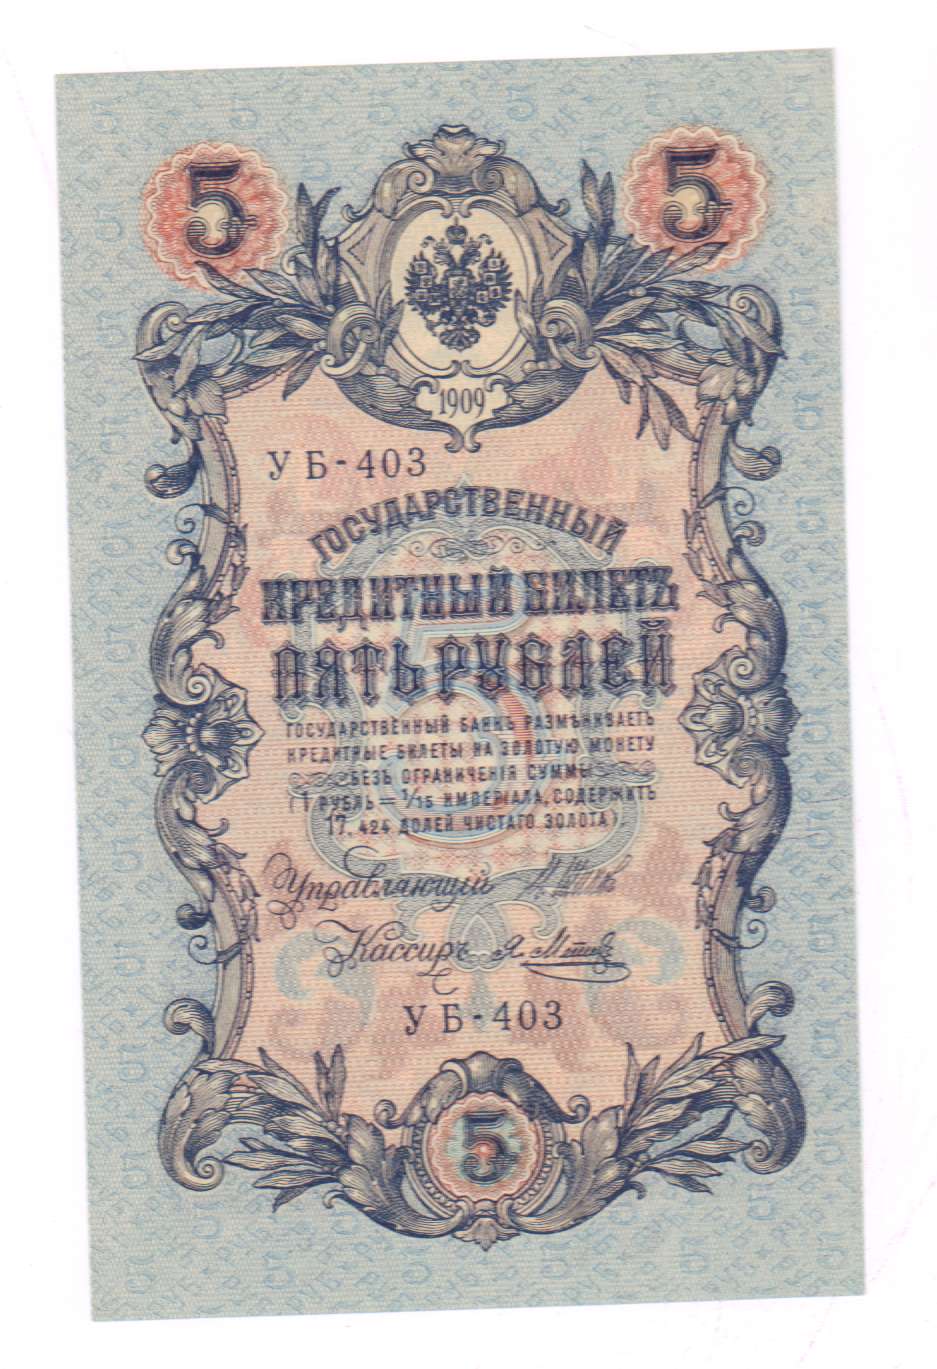 5 5
1909
УБ-403
ГОСУДАРСТВЕННЫЙ
КРЕДИТНЫЙ БИЛЕТЪ
ПЯТЬ РУБЛЕЙ
5
ГОСУДАРСТВЕННЫЙ БАНКЪ РАЗМѢНИВАЕТЪ
КРЕДИТНЫЕ БИЛЕТЫ НА ЗОЛОТУЮ МОНЕТУ
БЕЗЪ ОГРАНИЧЕНІЯ СУММЫ
(1 РУБЛЬ = 1/15 ИМПЕРІАЛА, СОДЕРЖИТЪ
17,424 ДОЛЕЙ ЧИСТАГО ЗОЛОТА)
Управляющій
Кассиръ
УБ-403
5